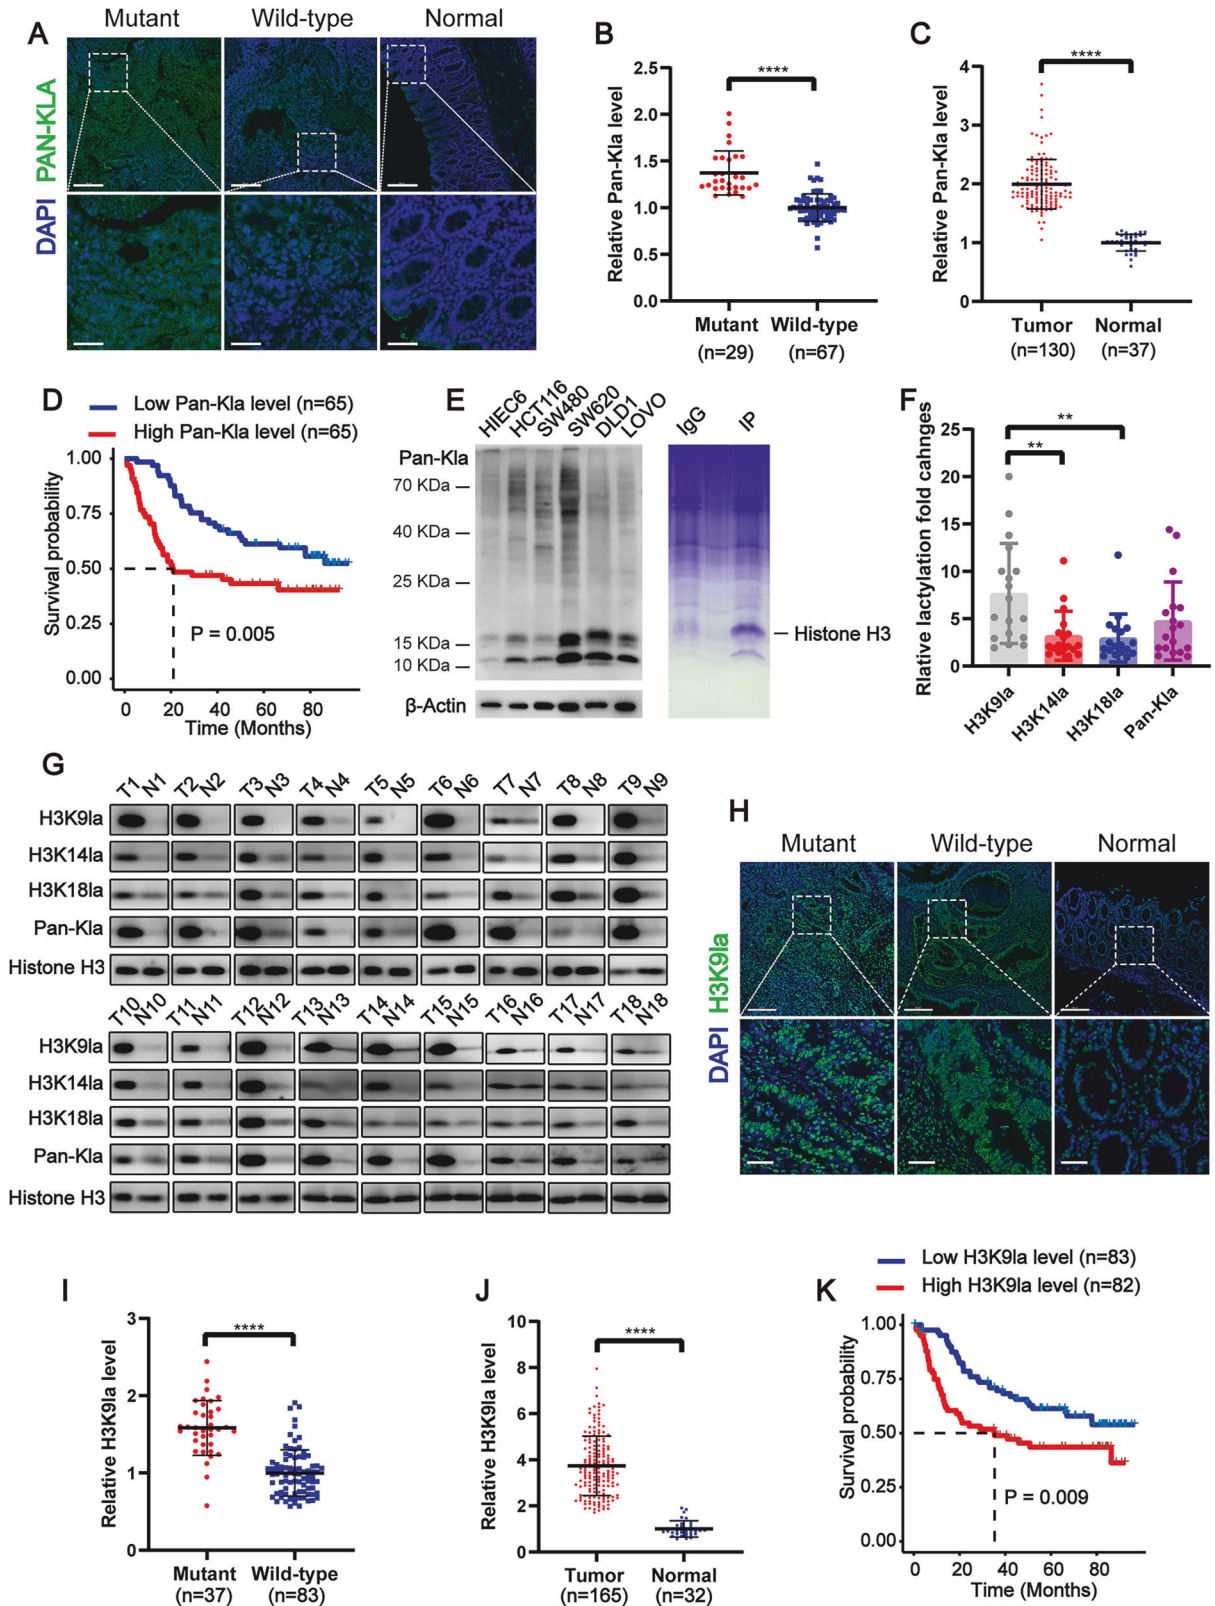 A
Mutant Wild-type Normal
PAN-KLA
DAPI
B
****
Relative Pan-Kla level
2.5
2.0
1.5
1.0
0.5
0.0
Mutant Wild-type
(n=29) (n=67)
C
****
Relative Pan-Kla level
4
3
2
1
0
Tumor Normal
(n=130) (n=37)
D
Low Pan-Kla level (n=65)
High Pan-Kla level (n=65)
Survival probability
1.00
0.75
0.50
0.25
0.00
P = 0.005
0 20 40 60 80
Time (Months)
E
HIEC6 HCT116 SW480 SW620 DLD1 LOVO
Pan-Kla
70 KDa
40 KDa
25 KDa
15 KDa
10 KDa
β-Actin
IgG IP
Histone H3
F
Rlative lactylation fold cahnges
25
20
15
10
5
0
**
**
H3K9la H3K14la H3K18la Pan-Kla
G
T1 N1 T2 N2 T3 N3 T4 N4 T5 N5 T6 N6 T7 N7 T8 N8 T9 N9
H3K9la
H3K14la
H3K18la
Pan-Kla
Histone H3
T10 N10 T11 N11 T12 N12 T13 N13 T14 N14 T15 N15 T16 N16 T17 N17 T18 N18
H3K9la
H3K14la
H3K18la
Pan-Kla
Histone H3
H
Mutant Wild-type Normal
H3K9la
DAPI
I
****
Relative H3K9la level
3
2
1
0
Mutant Wild-type
(n=37) (n=83)
J
****
Relative H3K9la level
10
8
6
4
2
0
Tumor Normal
(n=165) (n=32)
K
Low H3K9la level (n=83)
High H3K9la level (n=82)
Survival probability
1.00
0.75
0.50
0.25
0.00
P = 0.009
0 20 40 60 80
Time (Months)